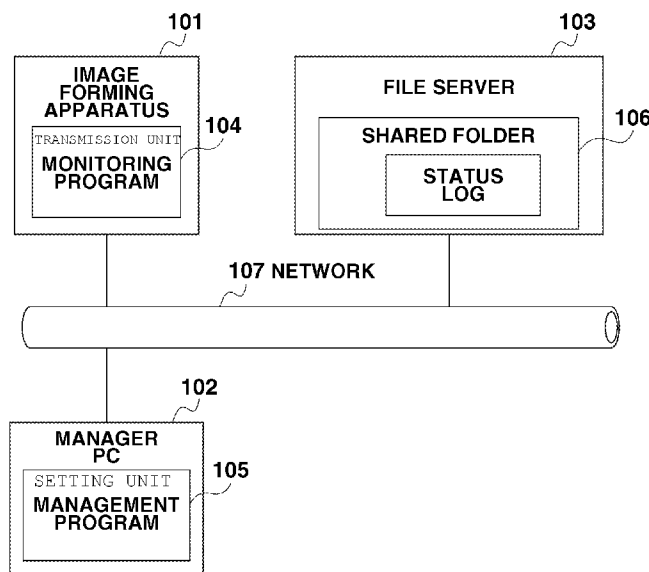 101
IMAGE
FORMING
APPARATUS
104
TRANSMISSION UNIT
MONITORING
PROGRAM
103
FILE SERVER
106
SHARED FOLDER
STATUS
LOG
107 NETWORK
102
MANAGER
PC
105
SETTING UNIT
MANAGEMENT
PROGRAM